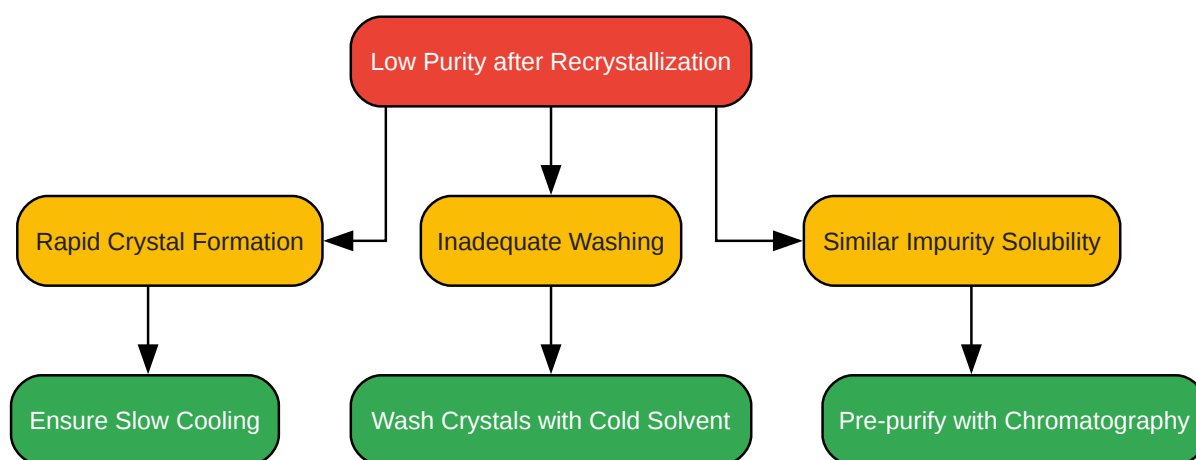 Low Purity after Recrystallization
Rapid Crystal Formation
Inadequate Washing
Similar Impurity Solubility
Ensure Slow Cooling
Wash Crystals with Cold Solvent
Pre-purify with Chromatography